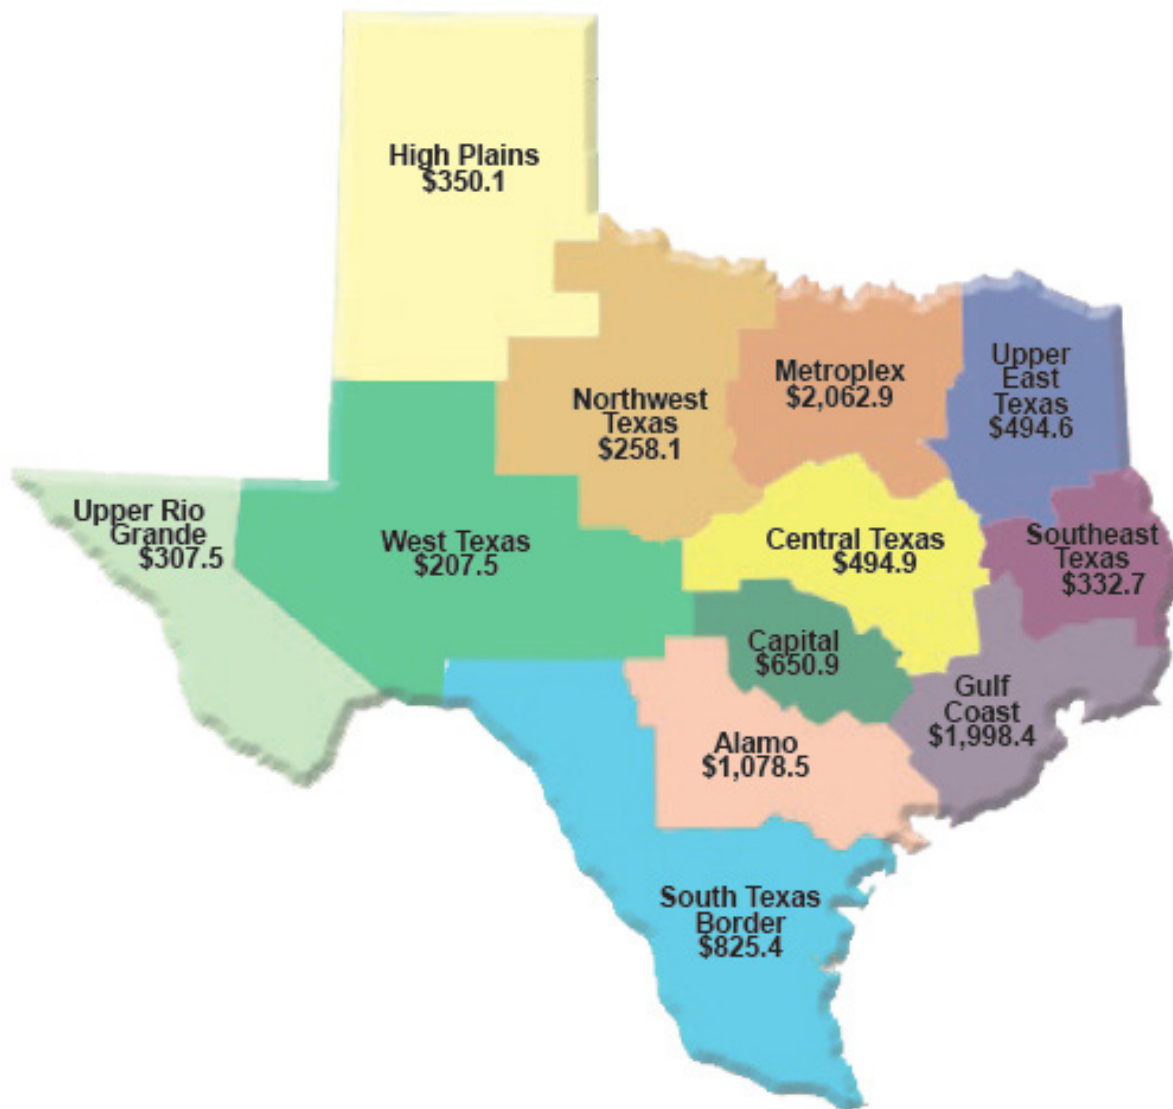 High Plains
$350.1
Metroplex
$2,062.9
Upper
East
Texas
$494.6
Northwest
Texas
$258.1
Upper Rio
Grande
$307.5
West Texas
$207.5
Central Texas
$494.9
Southeast
Texas
$332.7
Capital
$650.9
Gulf
Coast
$1,998.4
Alamo
$1,078.5
South Texas
Border
$825.4